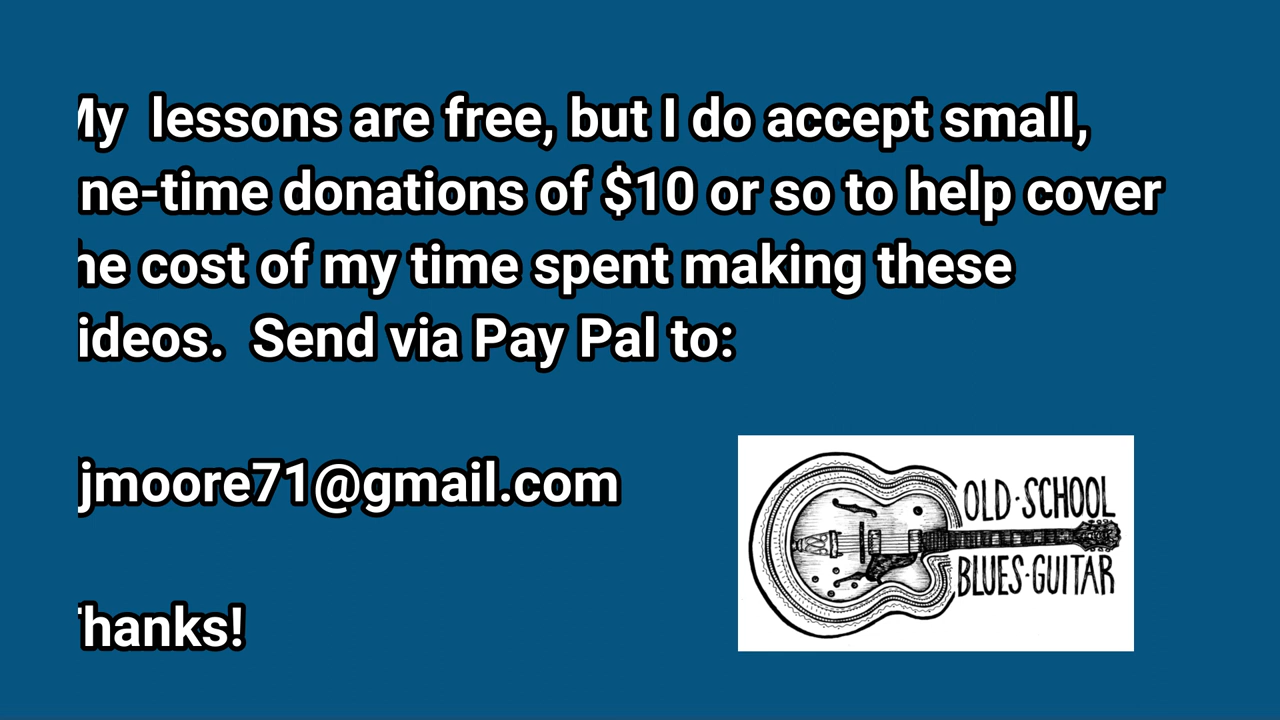 My lessons are free, but I do accept small,
ne-time donations of $10 or so to help cover
he cost of my time spent making these
ideos. Send via Pay Pal to:
jmoore71@gmail.com
Thanks!
OLD·SCHOOL
BLUES·GUITAR